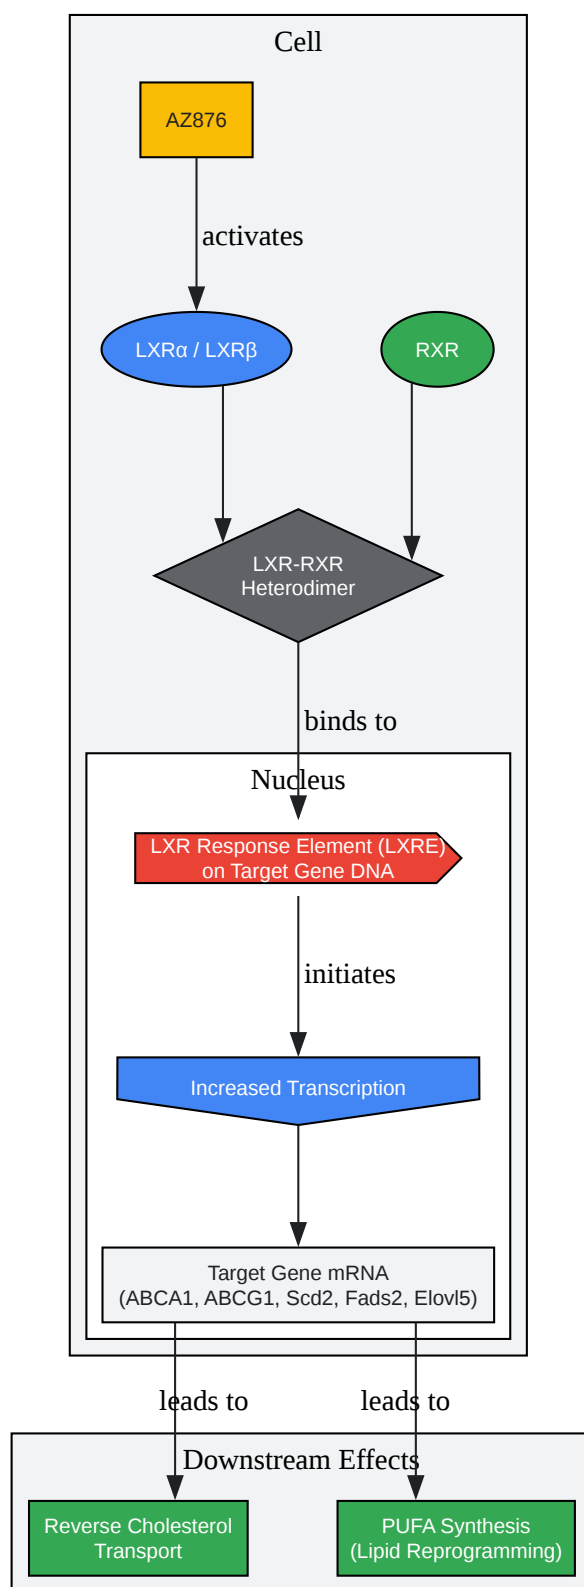 Cell
AZ876
activates
LXRα / LXRβ
RXR
LXR-RXR
Heterodimer
binds to
Nucleus
LXR Response Element (LXRE)
on Target Gene DNA
initiates
Increased Transcription
Target Gene mRNA
(ABCA1, ABCG1, Scd2, Fads2, Elovl5)
leads to
leads to
Downstream Effects
Reverse Cholesterol
Transport
PUFA Synthesis
(Lipid Reprogramming)